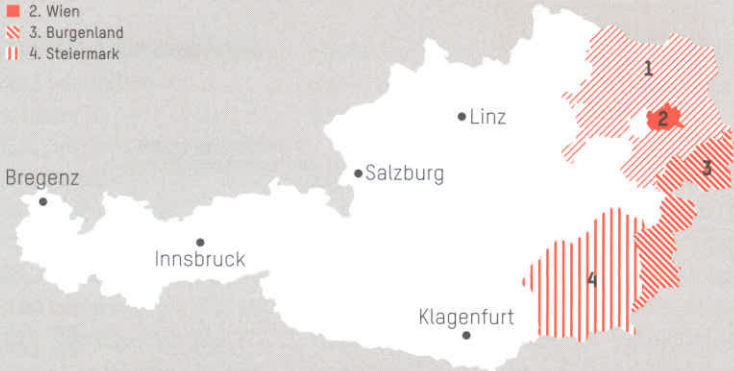 2. Wien
3. Burgenland
4. Steiermark
1
2
Linz
3
Salzburg
Bregenz
Innsbruck
4
Klagenfurt